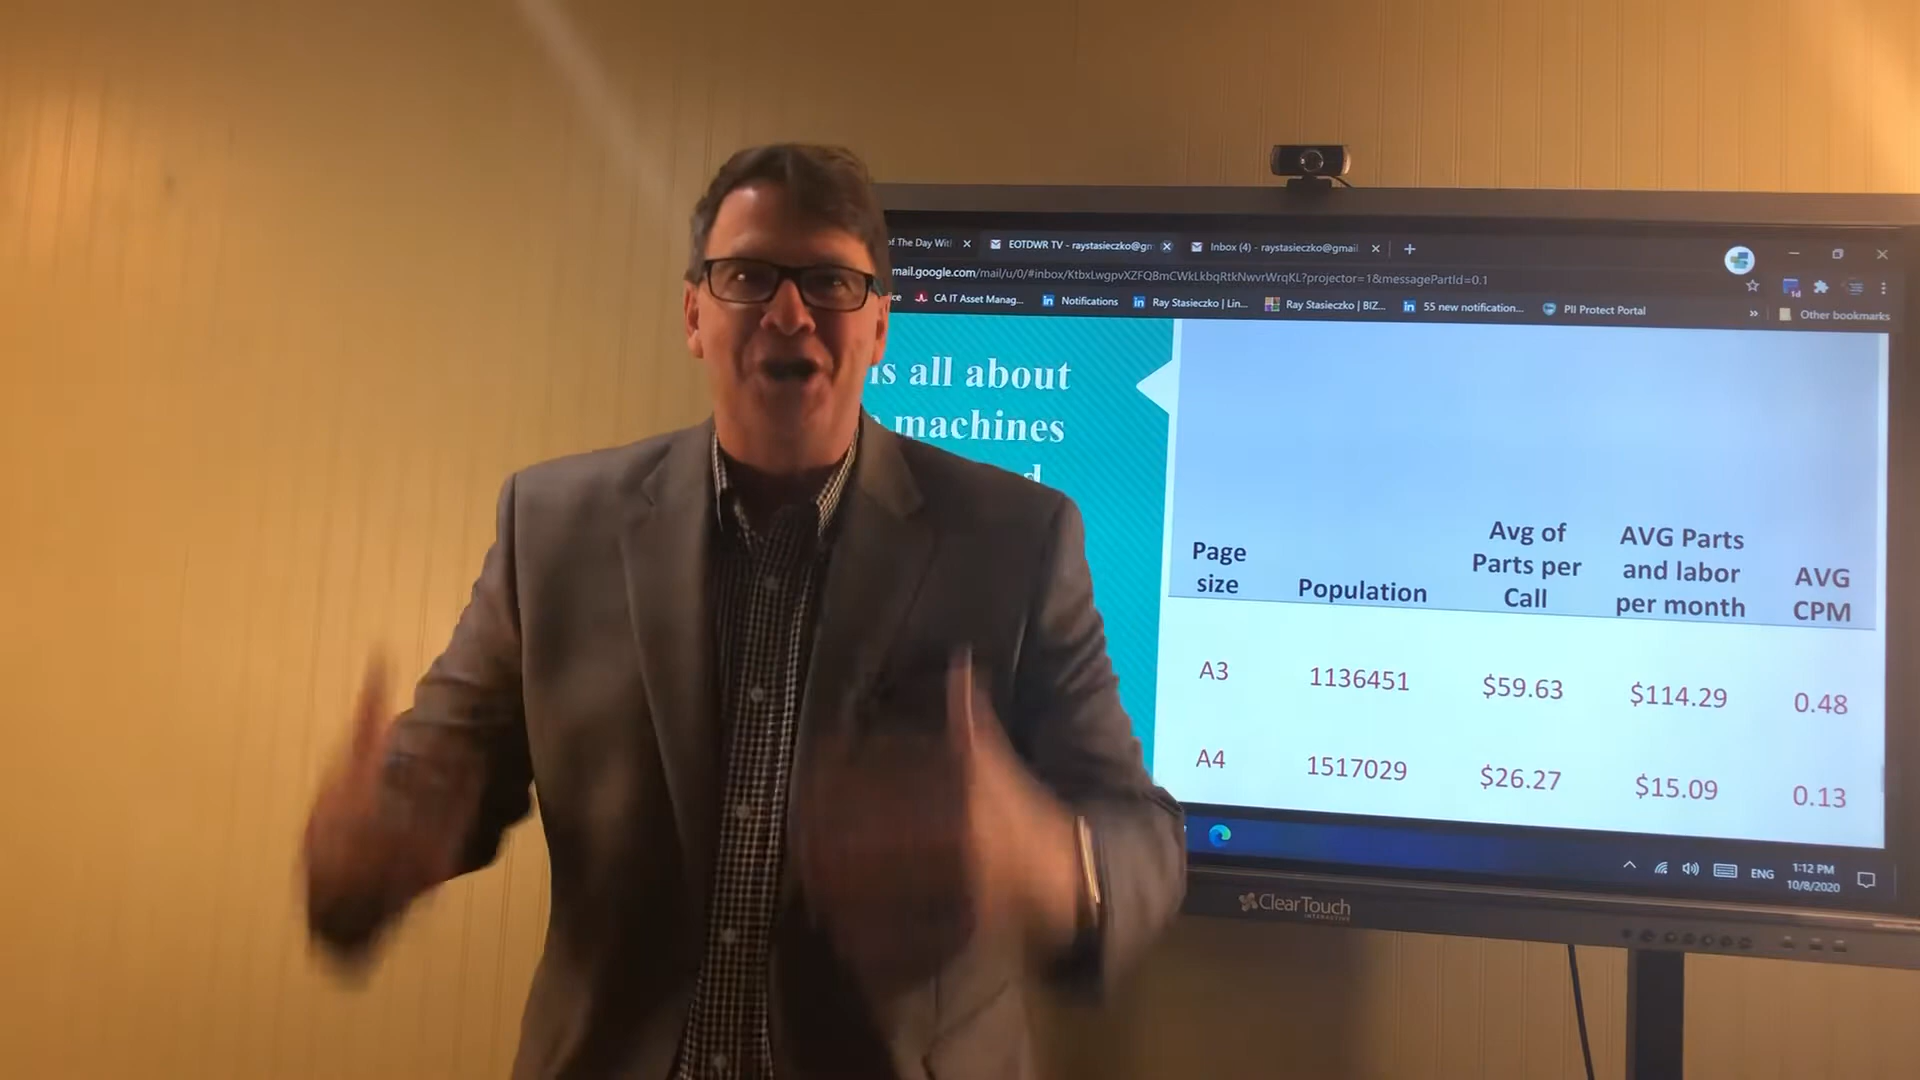 of The Day Wit
EOTDWR TV - raystasieczko@gm
Inbox (4) - raystasieczko@gmail
mail.google.com/mail/u/0/#inbox/KtbxLwgpvXZFQBmCWkLkbqRtkNwvrWrqKL?projector=1&messagePartId=0.1
CA IT Asset Manag...
Notifications
Ray Stasieczko | Lin...
Ray Stasieczko | BIZ...
55 new notification...
PII Protect Portal
»
Other bookmarks
is all about
machines
d
Page size
Population
Avg of Parts per Call
AVG Parts and labor per month
AVG CPM
A3 1136451 $59.63 $114.29 0.48
A4 1517029 $26.27 $15.09 0.13
ENG
1:12 PM
10/8/2020
ClearTouch
INTERACTIVE